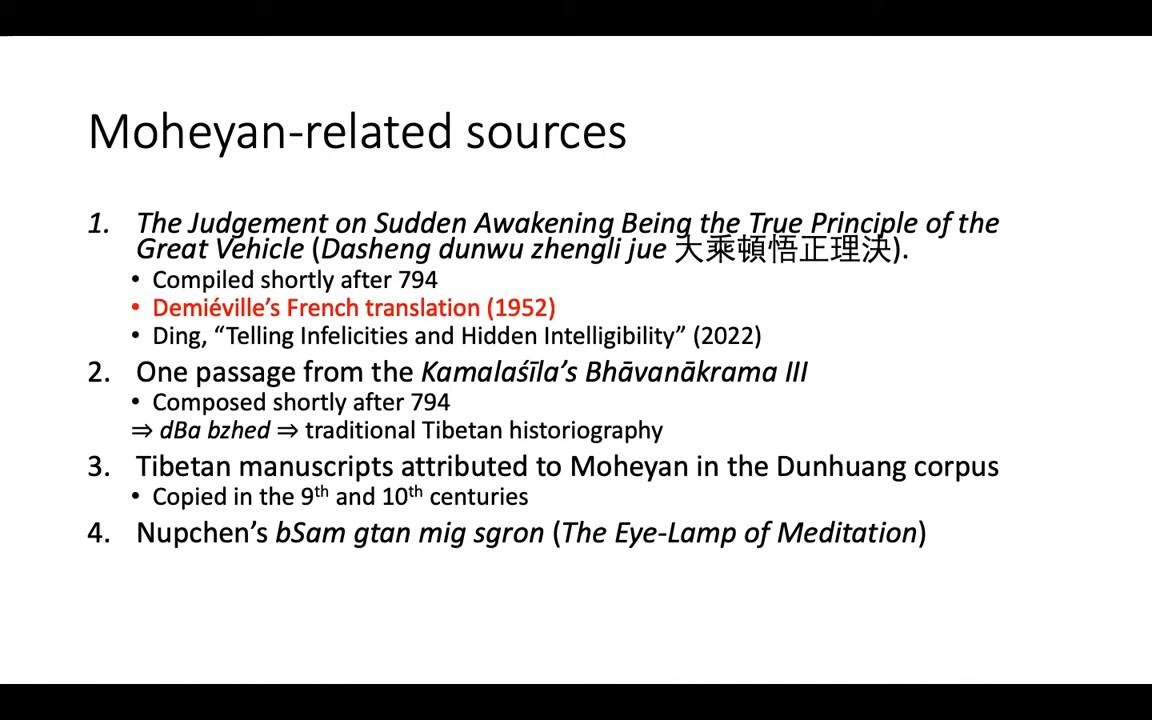 Moheyan-related sources
1. The Judgement on Sudden Awakening Being the True Principle of the
Great Vehicle (Dasheng dunwu zhengli jue 大乘頓悟正理決).
• Compiled shortly after 794
• Demiéville’s French translation (1952)
• Ding, “Telling Infelicities and Hidden Intelligibility” (2022)
2. One passage from the Kamalaśīla’s Bhāvanākrama III
• Composed shortly after 794
⇒ dBa bzhed ⇒ traditional Tibetan historiography
3. Tibetan manuscripts attributed to Moheyan in the Dunhuang corpus
• Copied in the 9th and 10th centuries
4. Nupchen’s bSam gtan mig sgron (The Eye-Lamp of Meditation)